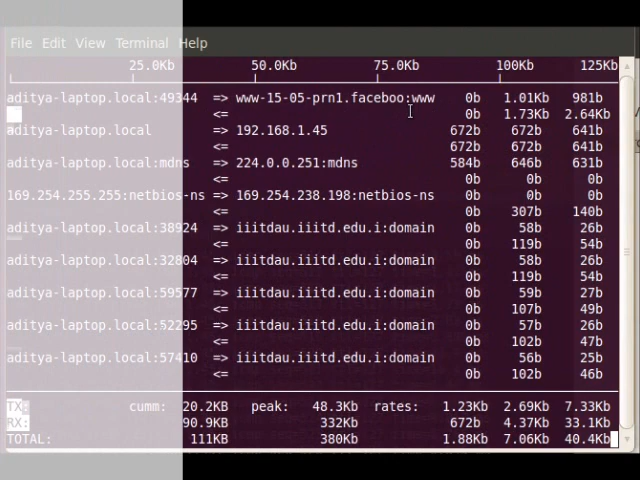 File Edit View Terminal Help
25.0Kb 50.0Kb 75.0Kb 100Kb 125Kb
aditya-laptop.local:49344 => www-15-05-prn1.faceboo:www 0b 1.01Kb 981b
<= 0b 1.73Kb 2.64Kb
aditya-laptop.local => 192.168.1.45 672b 672b 641b
<= 672b 672b 641b
aditya-laptop.local:mdns => 224.0.0.251:mdns 584b 646b 631b
<= 0b 0b 0b
169.254.255.255:netbios-ns => 169.254.238.198:netbios-ns 0b 0b 0b
<= 0b 307b 140b
aditya-laptop.local:38924 => iiitdau.iiitd.edu.i:domain 0b 58b 26b
<= 0b 119b 54b
aditya-laptop.local:32804 => iiitdau.iiitd.edu.i:domain 0b 58b 26b
<= 0b 119b 54b
aditya-laptop.local:59577 => iiitdau.iiitd.edu.i:domain 0b 59b 27b
<= 0b 107b 49b
aditya-laptop.local:52295 => iiitdau.iiitd.edu.i:domain 0b 57b 26b
<= 0b 102b 47b
aditya-laptop.local:57410 => iiitdau.iiitd.edu.i:domain 0b 56b 25b
<= 0b 102b 46b
TX: cumm: 20.2KB peak: 48.3Kb rates: 1.23Kb 2.69Kb 7.33Kb
RX: 90.9KB 332Kb 672b 4.37Kb 33.1Kb
TOTAL: 111KB 380Kb 1.88Kb 7.06Kb 40.4Kb